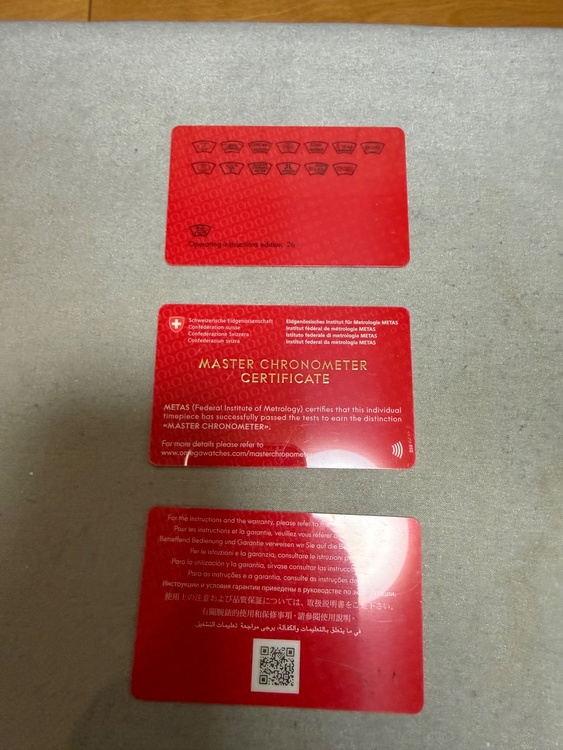 Operating instructions edition: 26
Schweizerische Eidgenossenschaft
Confédération suisse
Confederazione Svizzera
Confederaziun svizra
Eidgenössisches Institut für Metrologie METAS
Institut fédéral de métrologie METAS
Istituto federale di metrologia METAS
Institut federal da metrologia METAS
MASTER CHRONOMETER
CERTIFICATE
METAS (Federal Institute of Metrology) certifies that this individual
timepiece has successfully passed the tests to earn the distinction
«MASTER CHRONOMETER».
For more details please refer to
www.omegawatches.com/masterchronometer
For the instructions and the warranty, please refer to
Pour les instructions et la garantie, veuillez vous référer
Betreffend Bedienung und Garantie verweisen wir Sie auf die
Per le istruzioni e la garanzia, consultare le istruzioni
Para la utilización y la garantía, sírvase consultar las
Para as instruções e a garantia, consulte as instruções
Инструкции и условия гарантии приведены в руководстве по
使用上の注意および品質保証については、取扱説明書をご覧下さい。
有關腕錶的使用和保修事項，請參閱使用說明。
في ما يتعلق بالتعليمات والكفالة، يرجى مراجعة تعليمات التشغيل